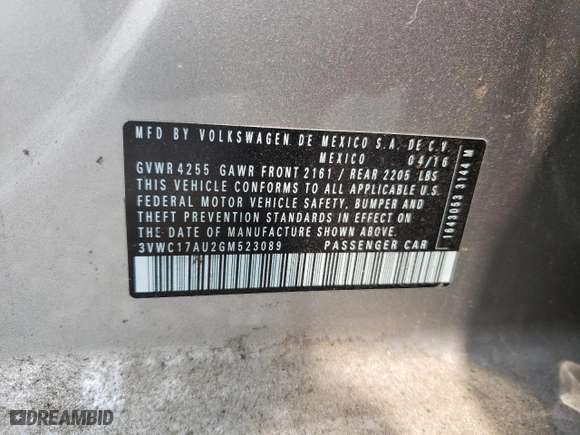 MFD BY VOLKSWAGEN DE MEXICO S.A. DE C.V.
MEXICO 04/16
GVWR 4255 GAWR FRONT 2161 / REAR 2205 LBS
THIS VEHICLE CONFORMS TO ALL APPLICABLE U.S.
FEDERAL MOTOR VEHICLE SAFETY, BUMPER AND
THEFT PREVENTION STANDARDS IN EFFECT ON
THE DATE OF MANUFACTURE SHOWN ABOVE
3VWC17AU2GM523089 PASSENGER CAR
1643053 3144 M
DREAMBID